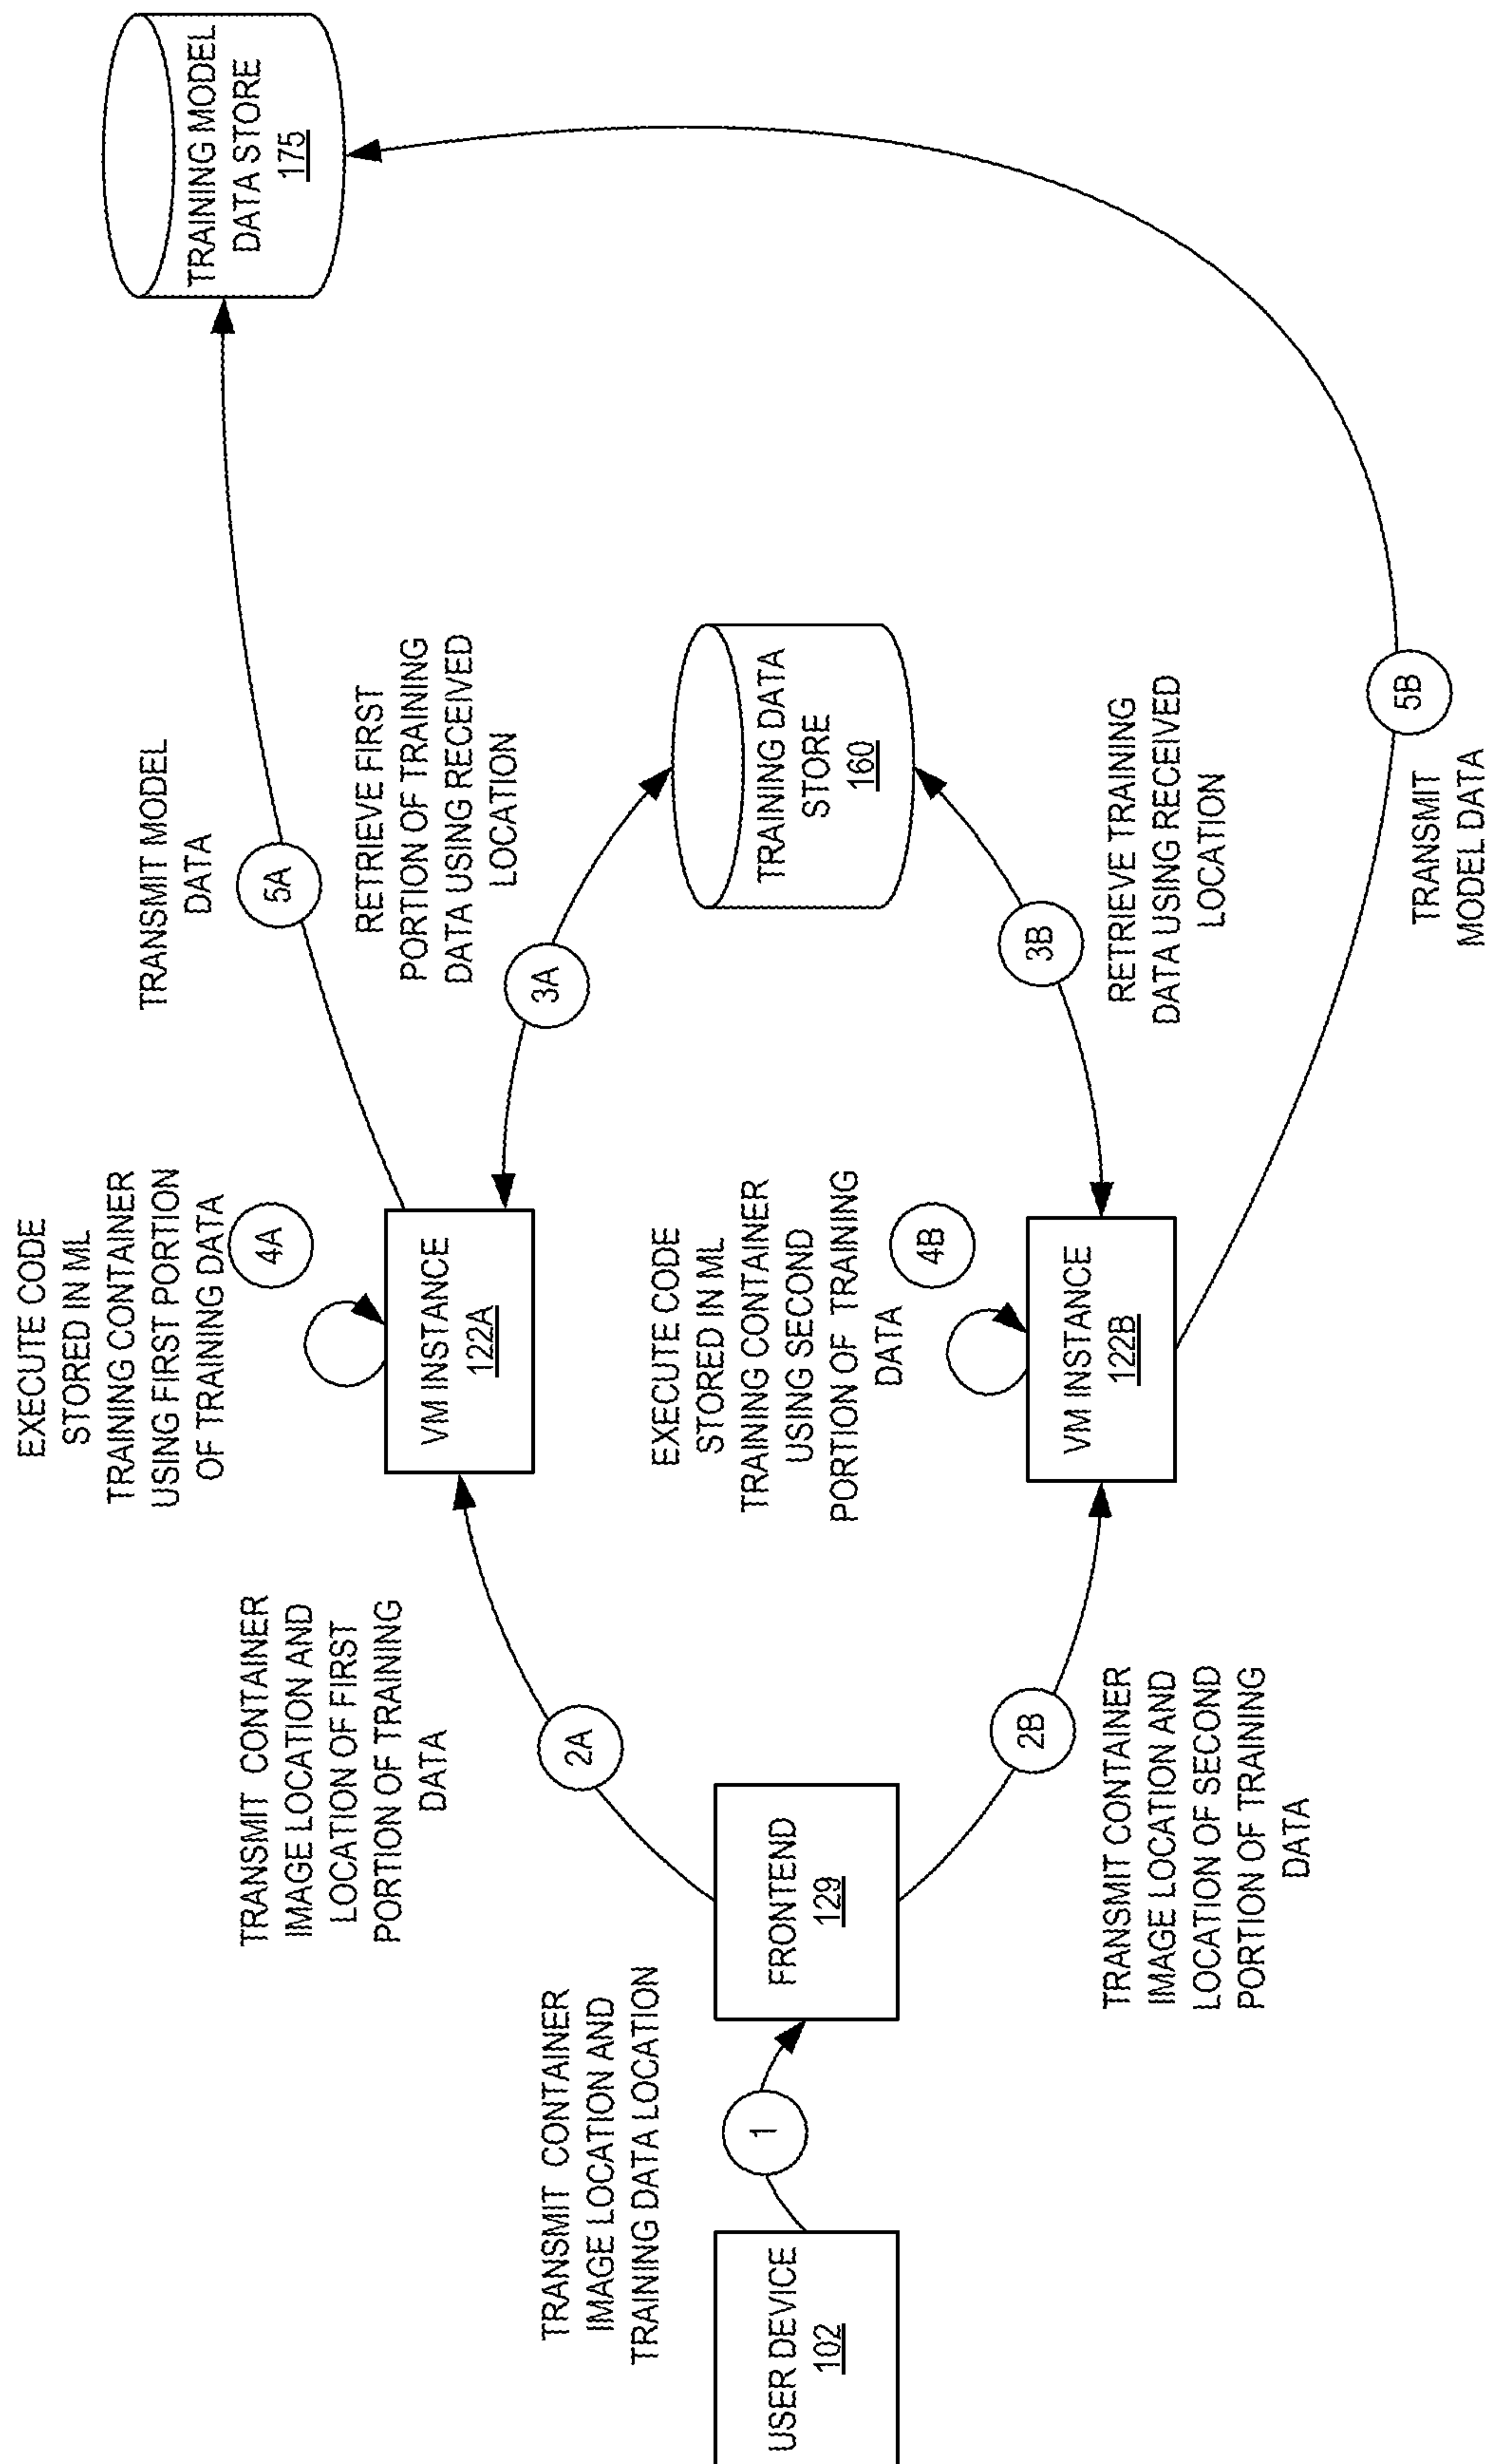 USER DEVICE
102
TRANSMIT CONTAINER
IMAGE LOCATION AND
TRAINING DATA LOCATION
1
FRONTEND
129
TRANSMIT CONTAINER
IMAGE LOCATION AND
LOCATION OF FIRST
PORTION OF TRAINING
DATA
2A
TRANSMIT CONTAINER
IMAGE LOCATION AND
LOCATION OF SECOND
PORTION OF TRAINING
DATA
2B
EXECUTE CODE
STORED IN ML
TRAINING CONTAINER
USING FIRST PORTION
OF TRAINING DATA
4A
VM INSTANCE
122A
EXECUTE CODE
STORED IN ML
TRAINING CONTAINER
USING SECOND
PORTION OF TRAINING
DATA
4B
VM INSTANCE
122B
TRANSMIT MODEL
DATA
5A
RETRIEVE FIRST
PORTION OF TRAINING
DATA USING RECEIVED
LOCATION
3A
TRAINING DATA
STORE
160
3B
RETRIEVE TRAINING
DATA USING RECEIVED
LOCATION
5B
TRANSMIT
MODEL DATA
TRAINING MODEL
DATA STORE
175